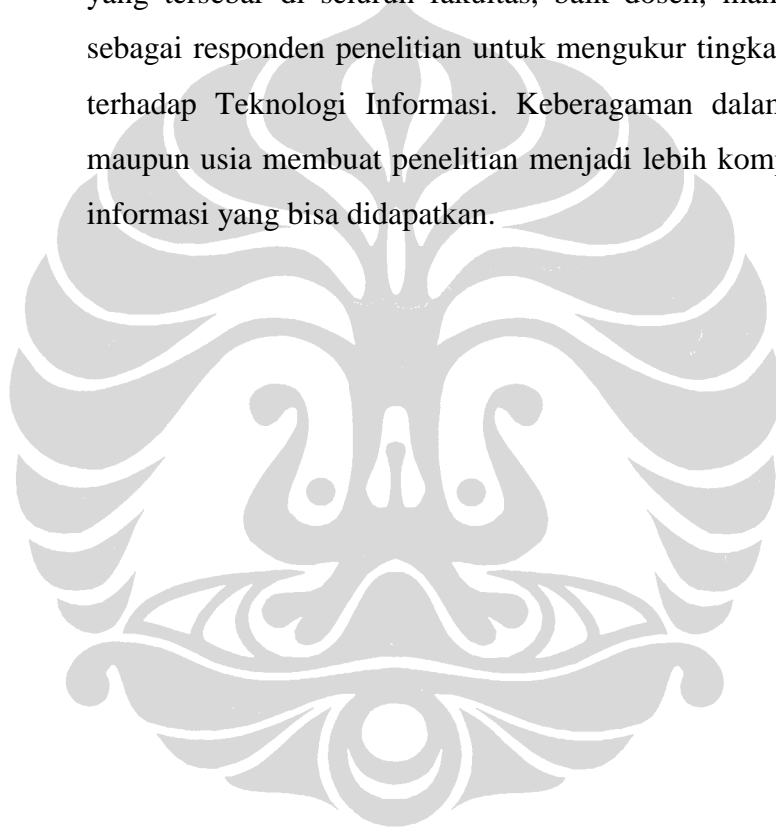 yang tersebar di seluruh fakultas, baik dosen,
sebagai responden penelitian untuk mengukur
terhadap Teknologi Informasi. Keberagaman
maupun usia membuat penelitian menjadi lebih
informasi yang bisa didapatkan.